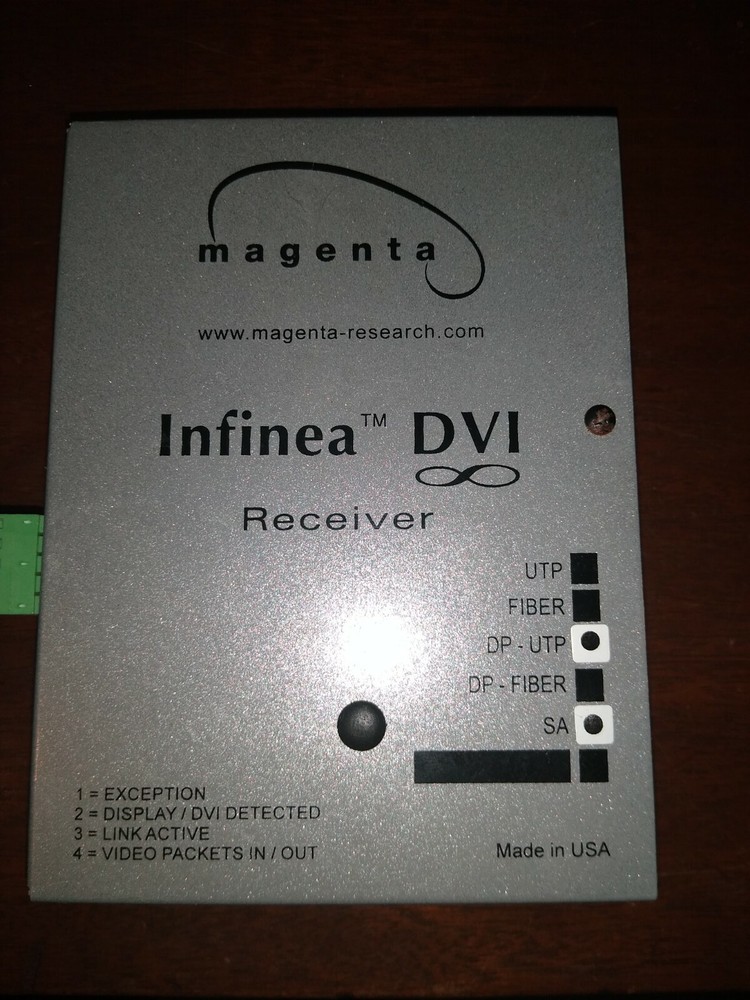 magenta
www.magenta-research.com
Infinea™ DVI
Receiver
UTP
FIBER
DP - UTP
DP - FIBER
SA
1 = EXCEPTION
2 = DISPLAY / DVI DETECTED
3 = LINK ACTIVE
4 = VIDEO PACKETS IN / OUT
Made in USA